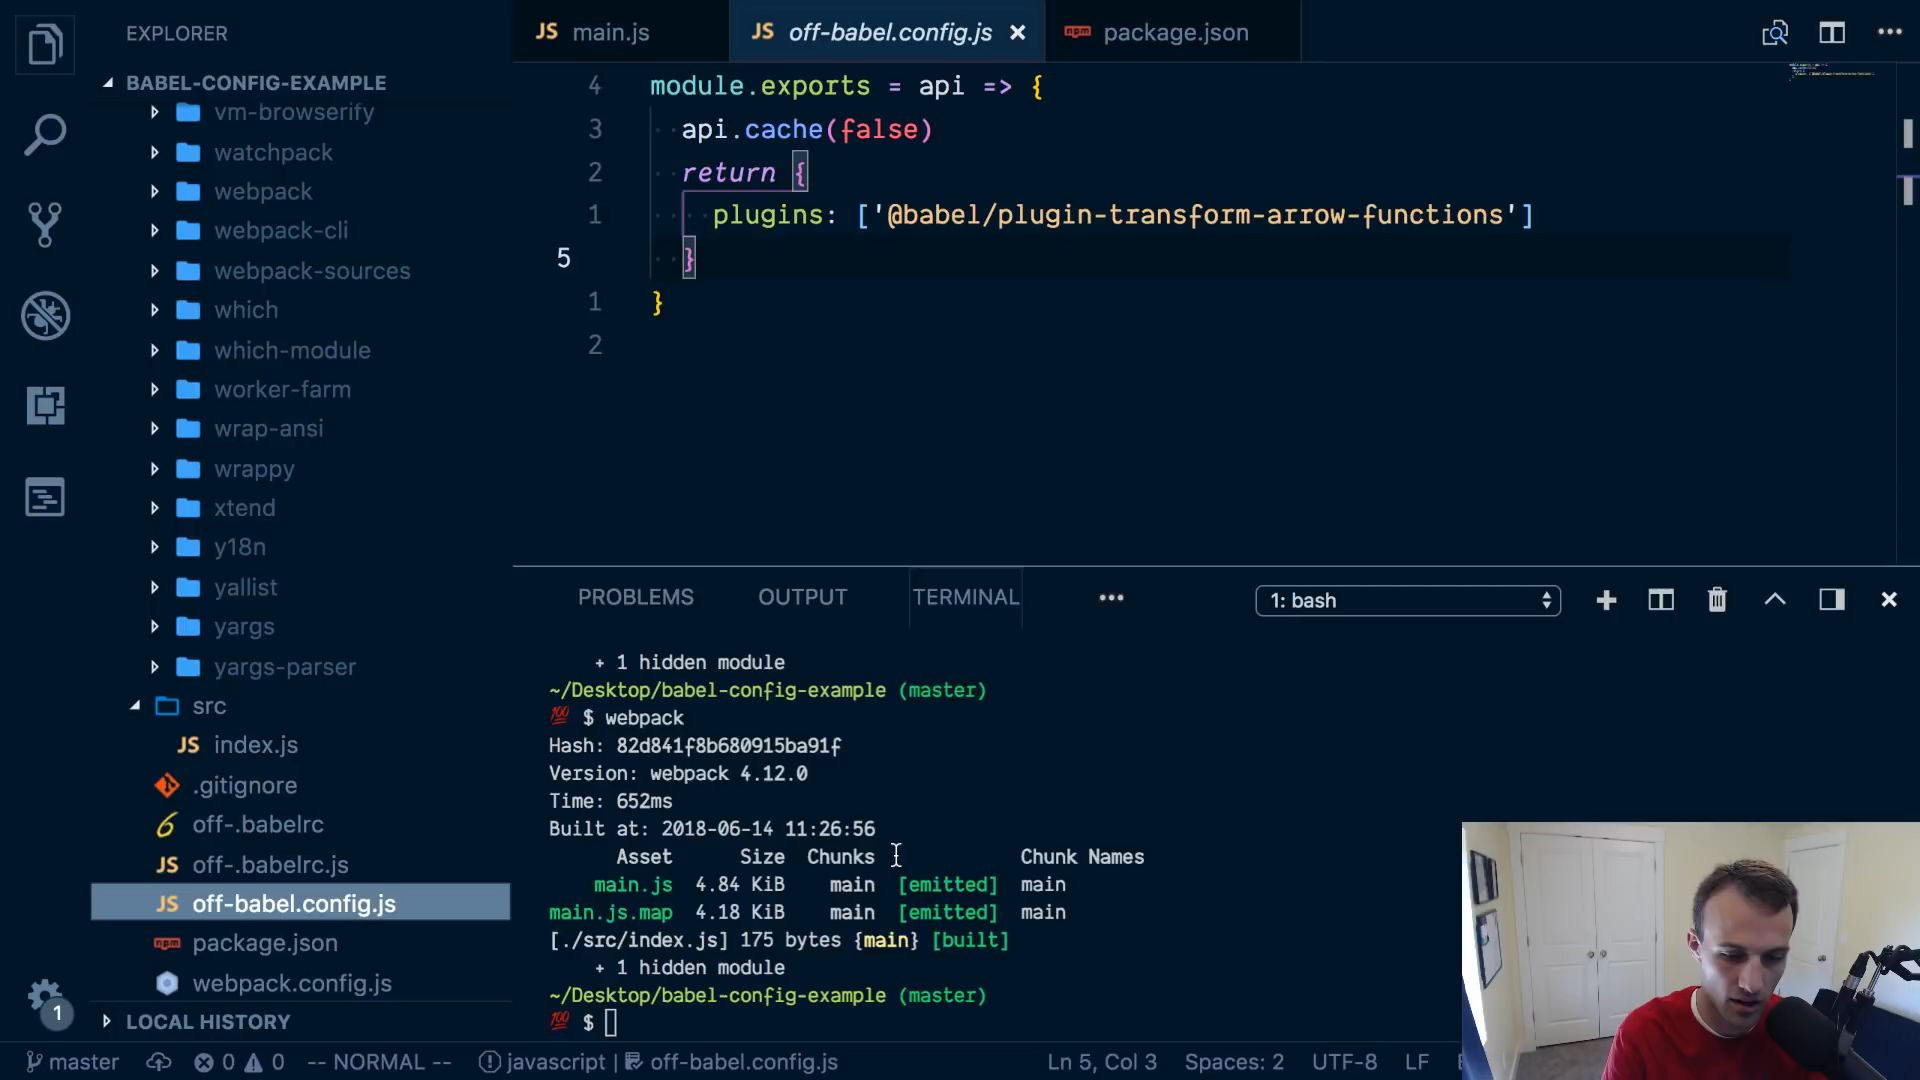 EXPLORER
BABEL-CONFIG-EXAMPLE
vm-browserify
watchpack
webpack
webpack-cli
webpack-sources
which
which-module
worker-farm
wrap-ansi
wrappy
xtend
y18n
yallist
yargs
yargs-parser
src
JS index.js
.gitignore
6 off-.babelrc
JS off-.babelrc.js
JS off-babel.config.js
npm package.json
webpack.config.js
LOCAL HISTORY
1
JS main.js
JS off-babel.config.js
npm package.json
4 module.exports = api => {
3 api.cache(false)
2 return {
1 plugins: ['@babel/plugin-transform-arrow-functions']
5 }
1 }
2
PROBLEMS OUTPUT TERMINAL ••• 1: bash
+ 1 hidden module
~/Desktop/babel-config-example (master)
💯 $ webpack
Hash: 82d841f8b680915ba91f
Version: webpack 4.12.0
Time: 652ms
Built at: 2018-06-14 11:26:56
Asset Size Chunks Chunk Names
main.js 4.84 KiB main [emitted] main
main.js.map 4.18 KiB main [emitted] main
[./src/index.js] 175 bytes {main} [built]
+ 1 hidden module
~/Desktop/babel-config-example (master)
💯 $
master 0 0 -- NORMAL -- javascript | off-babel.config.js Ln 5, Col 3 Spaces: 2 UTF-8 LF